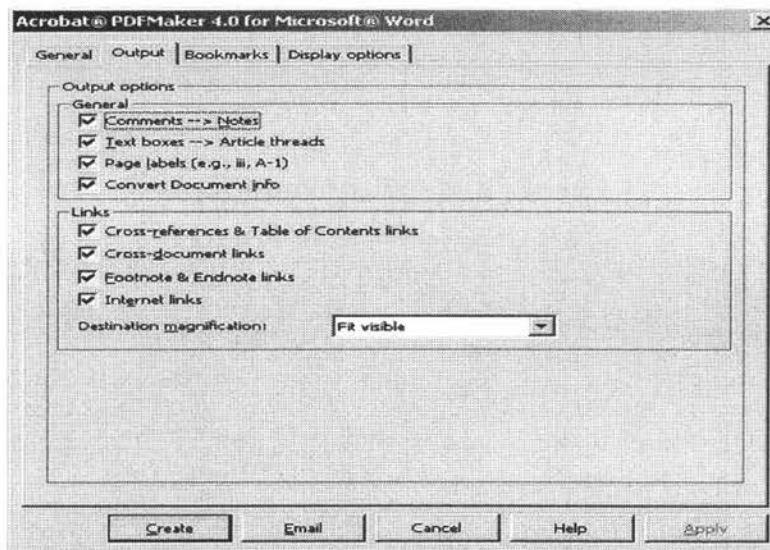 Acrobat® PDFMaker 4.0 for Microsoft® Word
General Output Bookmarks Display options
Output options
General
Comments --> Notes
Text boxes --> Article threads
Page labels (e.g., iii, A-1)
Convert Document info
Links
Cross-references & Table of Contents links
Cross-document links
Footnote & Endnote links
Internet links
Destination magnification: Fit visible
Create Email Cancel Help Apply